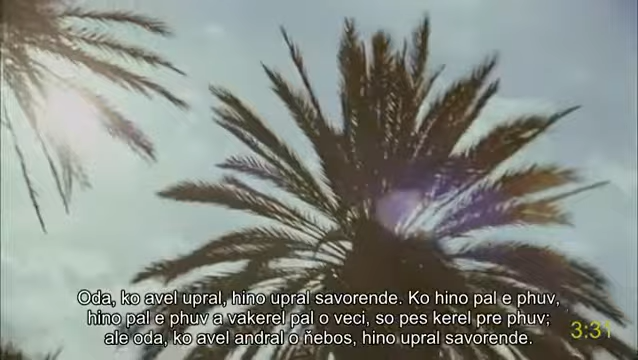 Oda, ko avel upral, hino upral savorende. Ko hino pal e phuv,
hino pal e phuv a vakerel pal o veci, so pes kerel pre phuv;
ale oda, ko avel andral o ňebos, hino upral savorende.
3:31